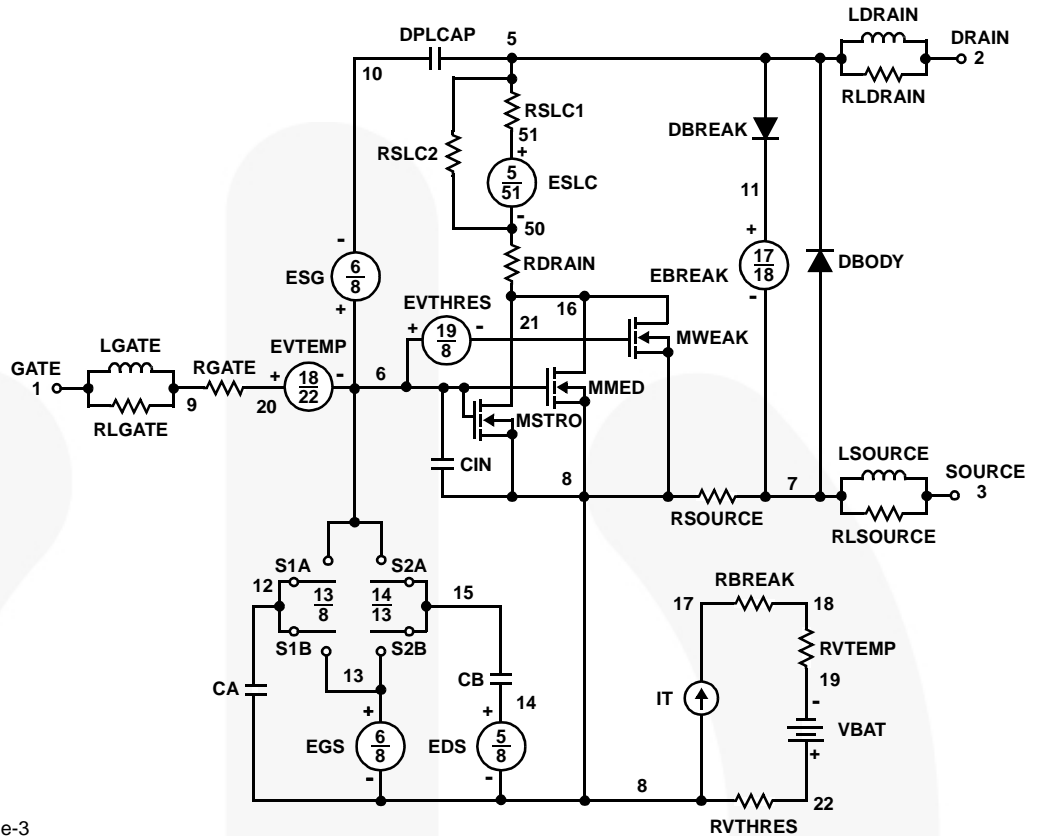 LDRAIN
DPLCAP 5 DRAIN
10 2
RSLC1 RLDRAIN
DBREAK
51
RSLC2 +
5
51 ESLC
11
- 50
- +
RDRAIN 17
18
6
8 ESG EBREAK DBODY
EVTHRES 16
+ 19
8 - 21
+ -
MWEAK
LGATE EVTEMP
GATE RGATE + 18
22 - 6
1 MMED
9 20 MSTRO
RLGATE
LSOURCE
CIN SOURCE
8 7 3
RSOURCE
RLSOURCE
S1A S2A
12 RBREAK
13
8 14
13 15 17 18
RVTEMP
S1B S2B
13 CB 19
CA IT -
14
+ + VBAT
EGS 6
8 EDS 5
8 +
- - 8
22
RVTHRES
e-3